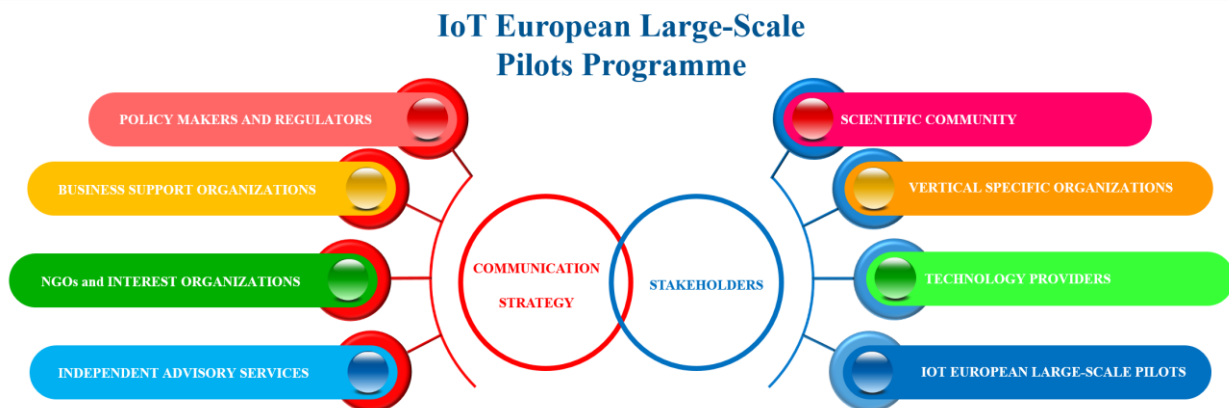 IoT European Large-Scale
Pilots Programme
POLICY MAKERS AND REGULATORS
BUSINESS SUPPORT ORGANIZATIONS
NGOs and INTEREST ORGANIZATIONS
INDEPENDENT ADVISORY SERVICES
COMMUNICATION
STRATEGY
STAKEHOLDERS
SCIENTIFIC COMMUNITY
VERTICAL SPECIFIC ORGANIZATIONS
TECHNOLOGY PROVIDERS
IOT EUROPEAN LARGE-SCALE PILOTS